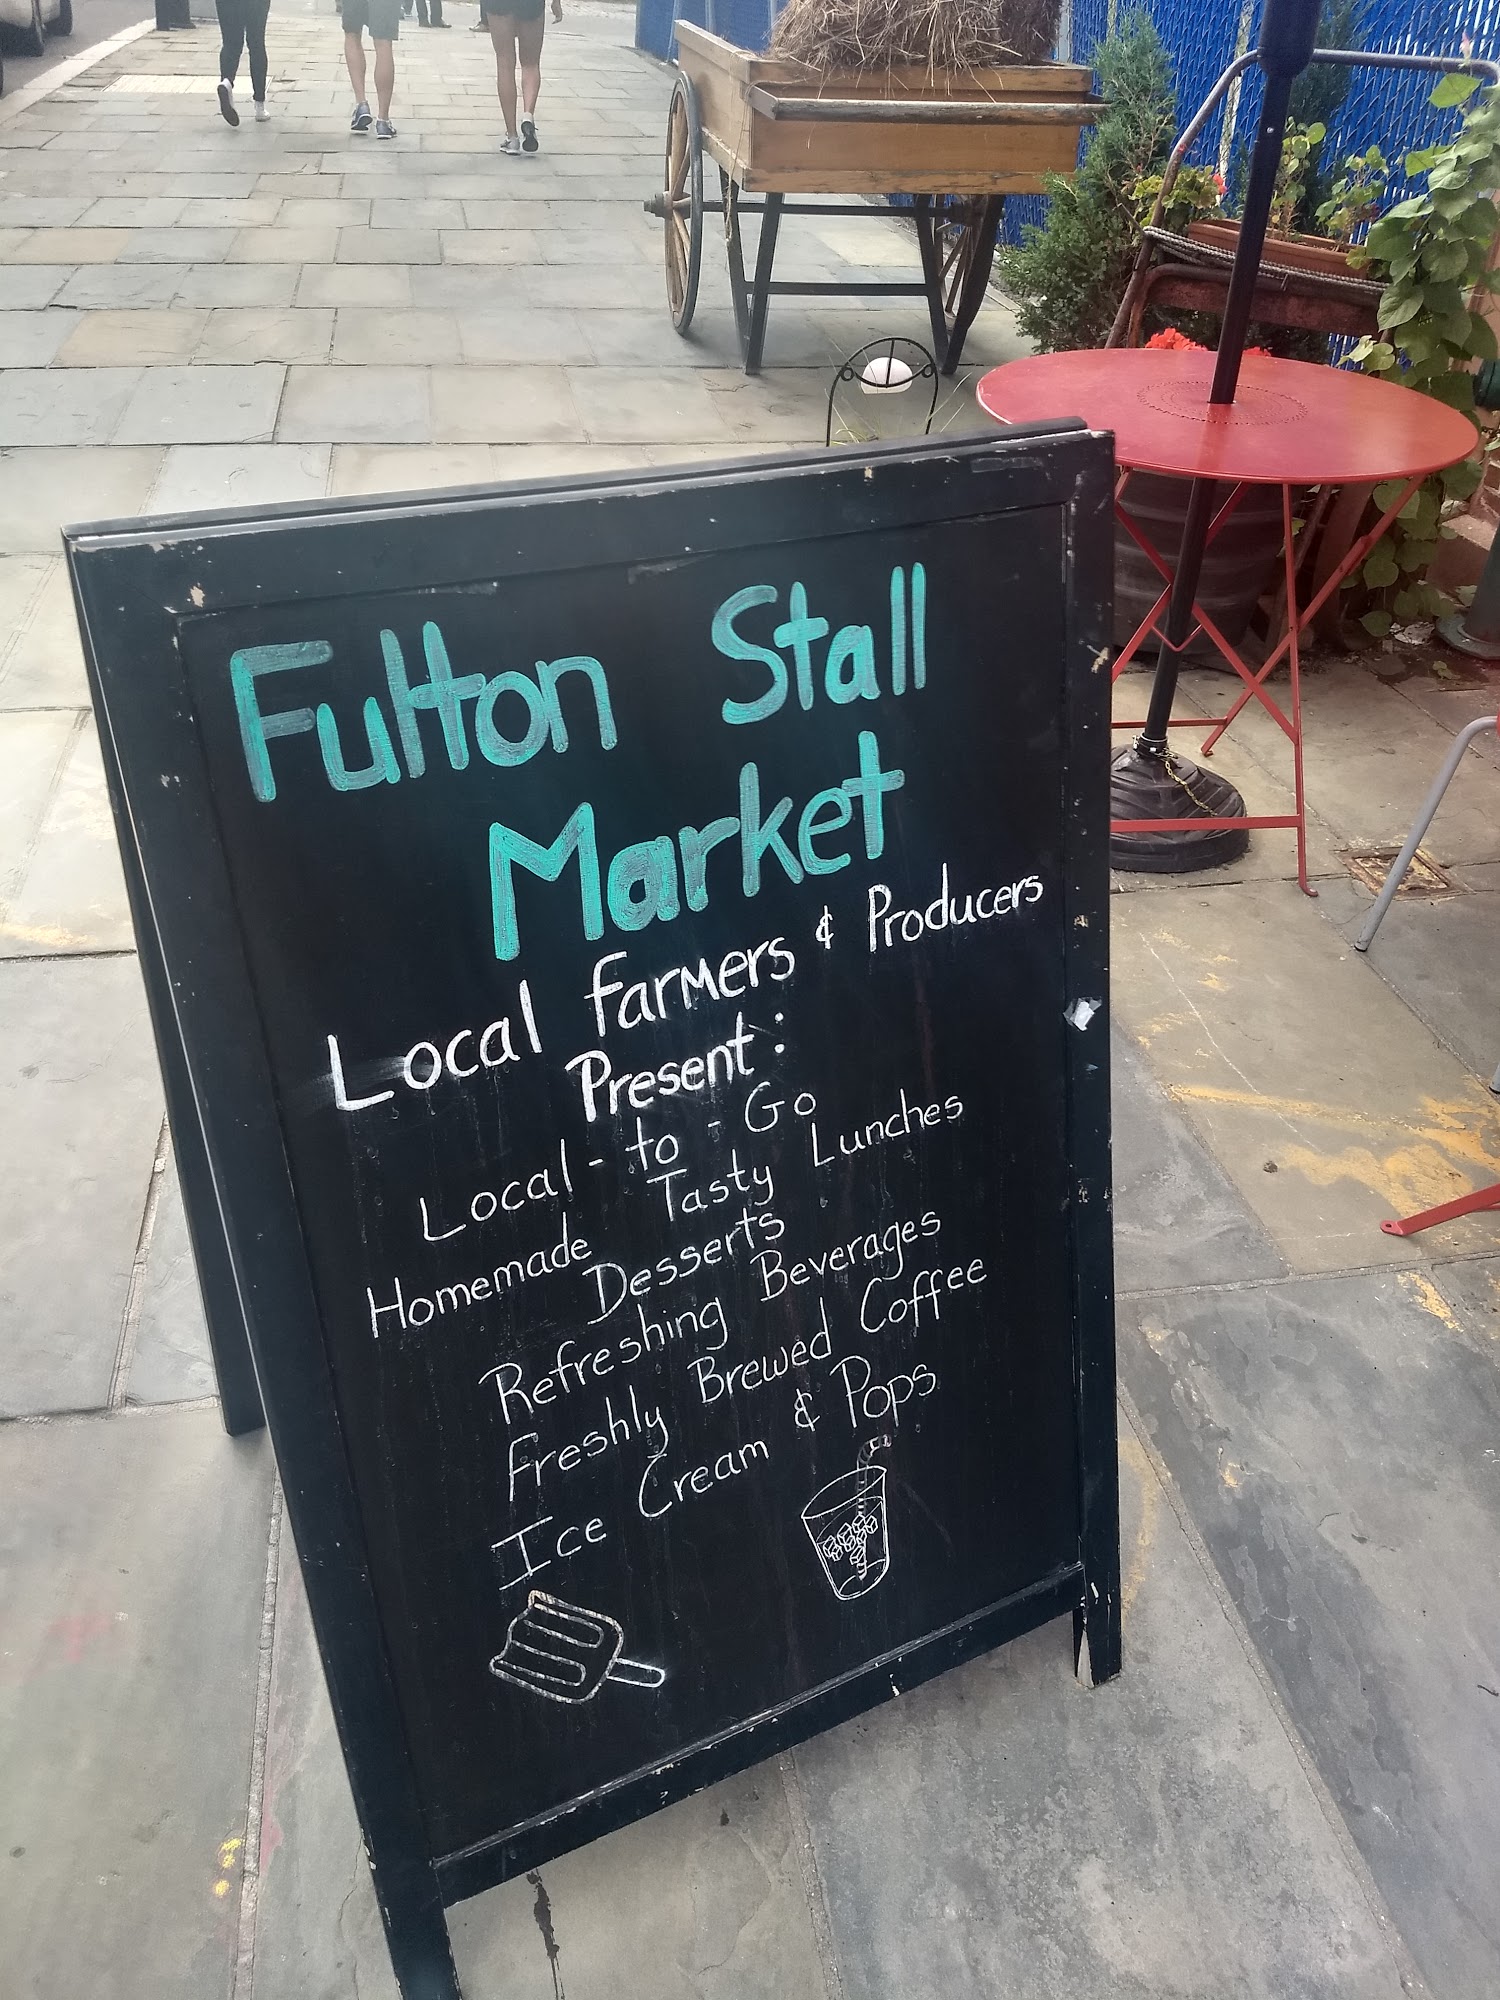 Fulton Stall
Market
Local farmers & Producers
Present:
Local-to-Go
Homemade Tasty Lunches
Desserts
Refreshing Beverages
Freshly Brewed Coffee
Ice Cream & Pops